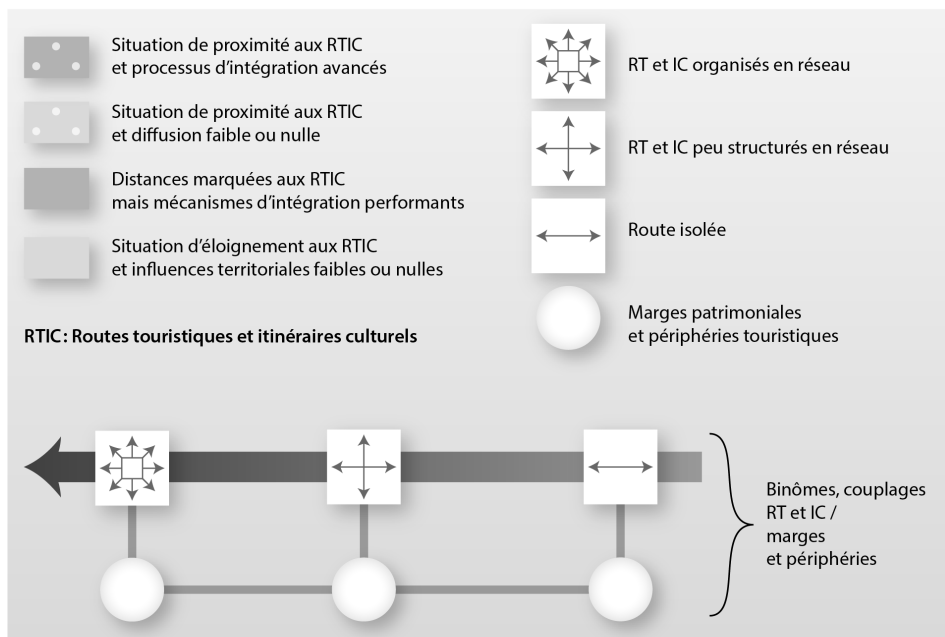 Situation de proximité aux RTIC
et processus d'intégration avancés
Situation de proximité aux RTIC
et diffusion faible ou nulle
Distances marquées aux RTIC
mais mécanismes d'intégration performants
Situation d'éloignement aux RTIC
et influences territoriales faibles ou nulles
RTIC : Routes touristiques et itinéraires culturels
RT et IC organisés en réseau
RT et IC peu structurés en réseau
Route isolée
Marges patrimoniales
et périphéries touristiques
Binômes, couplages
RT et IC /
marges
et périphéries